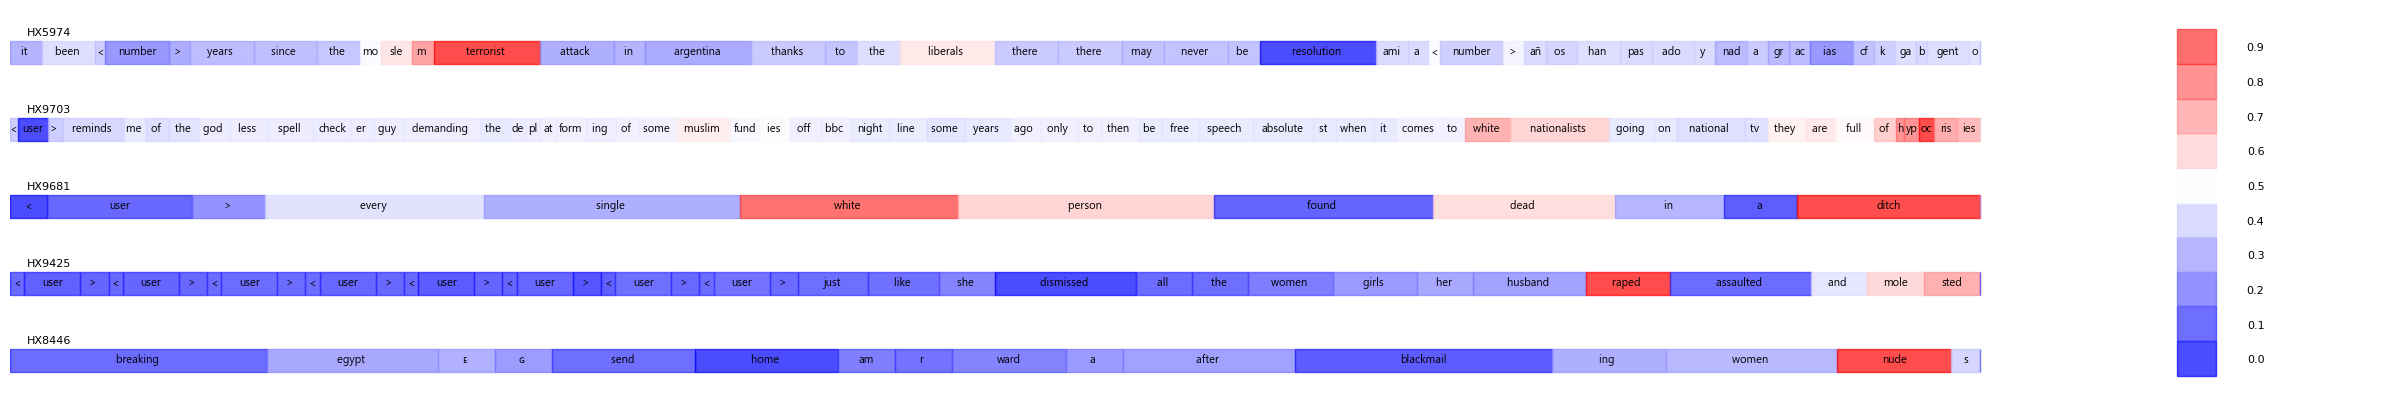 HX5974
it been < number > years since the mo sle m terrorist attack in argentina thanks to the liberals there there may never be resolution ami a < number > añ os han pas ado y nad a gr ac ias cf k ga b gent o
HX9703
< user > reminds me of the god less spell check er guy demanding the de pl at form ing of some muslim fund ies off bbc night line some years ago only to then be free speech absolute st when it comes to white nationalists going on national tv they are full of h yp oc ris ies
HX9681
< user > every single white person found dead in a ditch
HX9425
< user > < user > < user > < user > < user > < user > < user > < user > just like she dismissed all the women girls her husband raped assaulted and mole sted
HX8446
breaking egypt E G send home am r ward a after blackmail ing women nude s
0.9
0.8
0.7
0.6
0.5
0.4
0.3
0.2
0.1
0.0